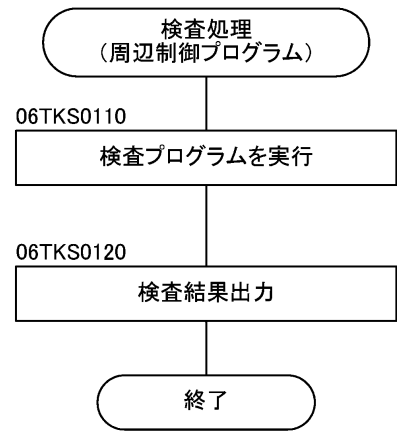 検査処理
（周辺制御プログラム）
06TKS0110
検査プログラムを実行
06TKS0120
検査結果出力
終了